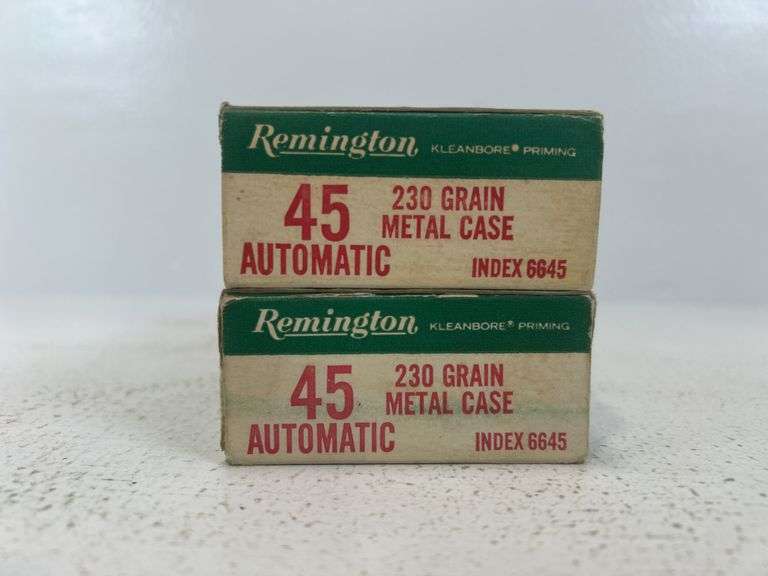 Remington KLEANBORE® PRIMING
45 230 GRAIN
METAL CASE
AUTOMATIC INDEX 6645
Remington KLEANBORE® PRIMING
45 230 GRAIN
METAL CASE
AUTOMATIC INDEX 6645